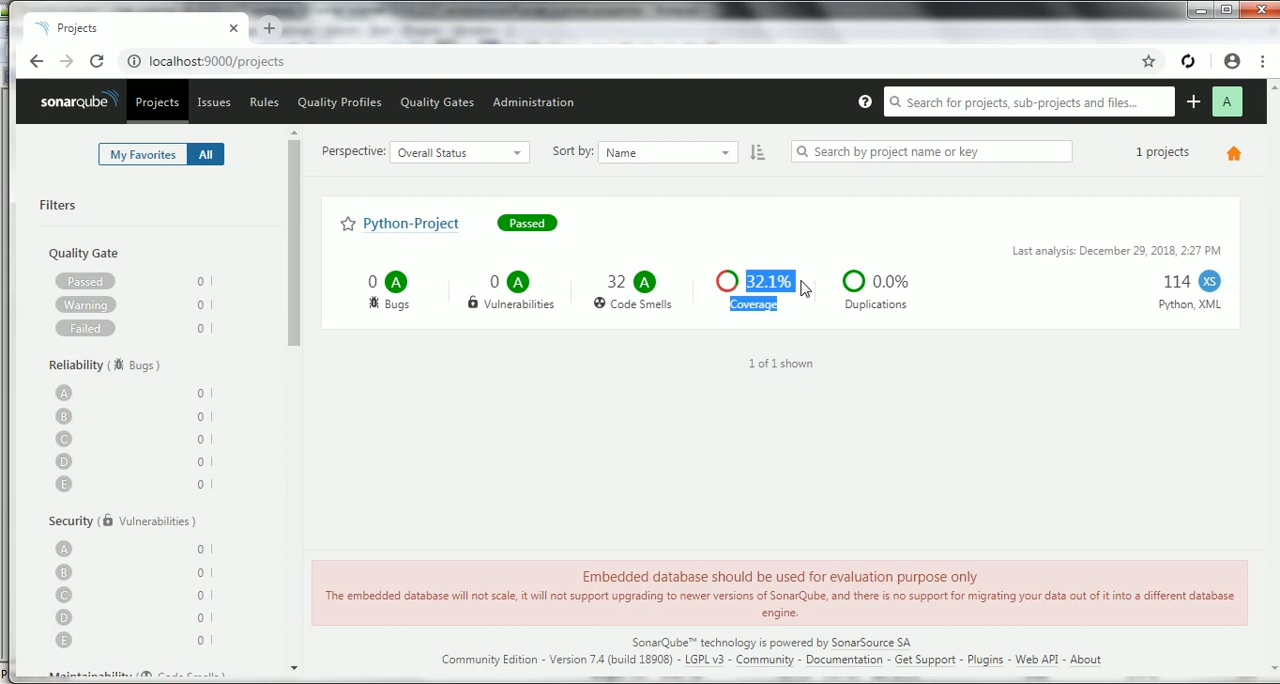 Projects
localhost:9000/projects
sonarqube Projects Issues Rules Quality Profiles Quality Gates Administration Search for projects, sub-projects and files... A
My Favorites All
Perspective: Overall Status Sort by: Name Search by project name or key 1 projects
Filters
Quality Gate
Passed 0
Warning 0
Failed 0
Reliability ( Bugs )
A 0
B 0
C 0
D 0
E 0
Security ( Vulnerabilities )
A 0
B 0
C 0
D 0
E 0
Maintainability ( Code Smells )
Python-Project Passed
Last analysis: December 29, 2018, 2:27 PM
0 A 0 A 32 A 32.1% 0.0% 114 XS
Bugs Vulnerabilities Code Smells Coverage Duplications Python, XML
1 of 1 shown
Embedded database should be used for evaluation purpose only
The embedded database will not scale, it will not support upgrading to newer versions of SonarQube, and there is no support for migrating your data out of it into a different database
engine.
SonarQube™ technology is powered by SonarSource SA
Community Edition - Version 7.4 (build 18908) - LGPL v3 - Community - Documentation - Get Support - Plugins - Web API - About